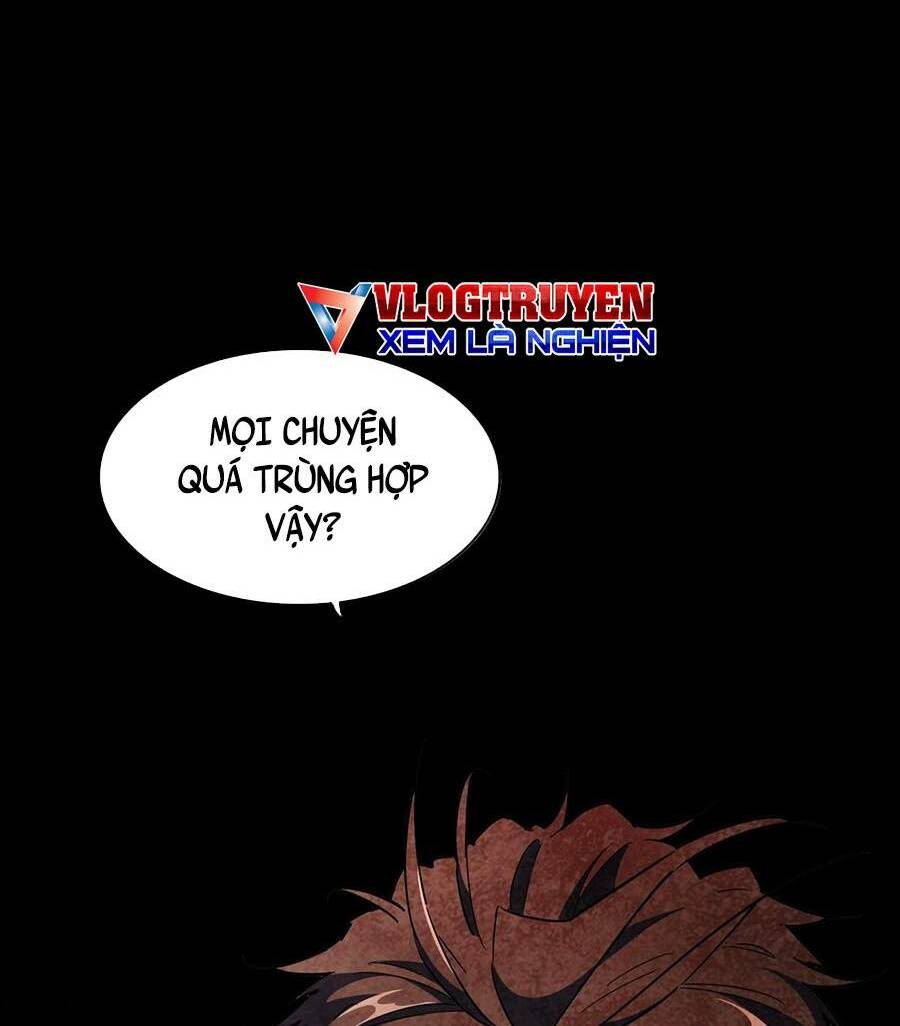 VLOGTRUYEN
XEM LÀ NGHIỆN
MỌI CHUYỆN
QUÁ TRÙNG HỢP
VẬY?